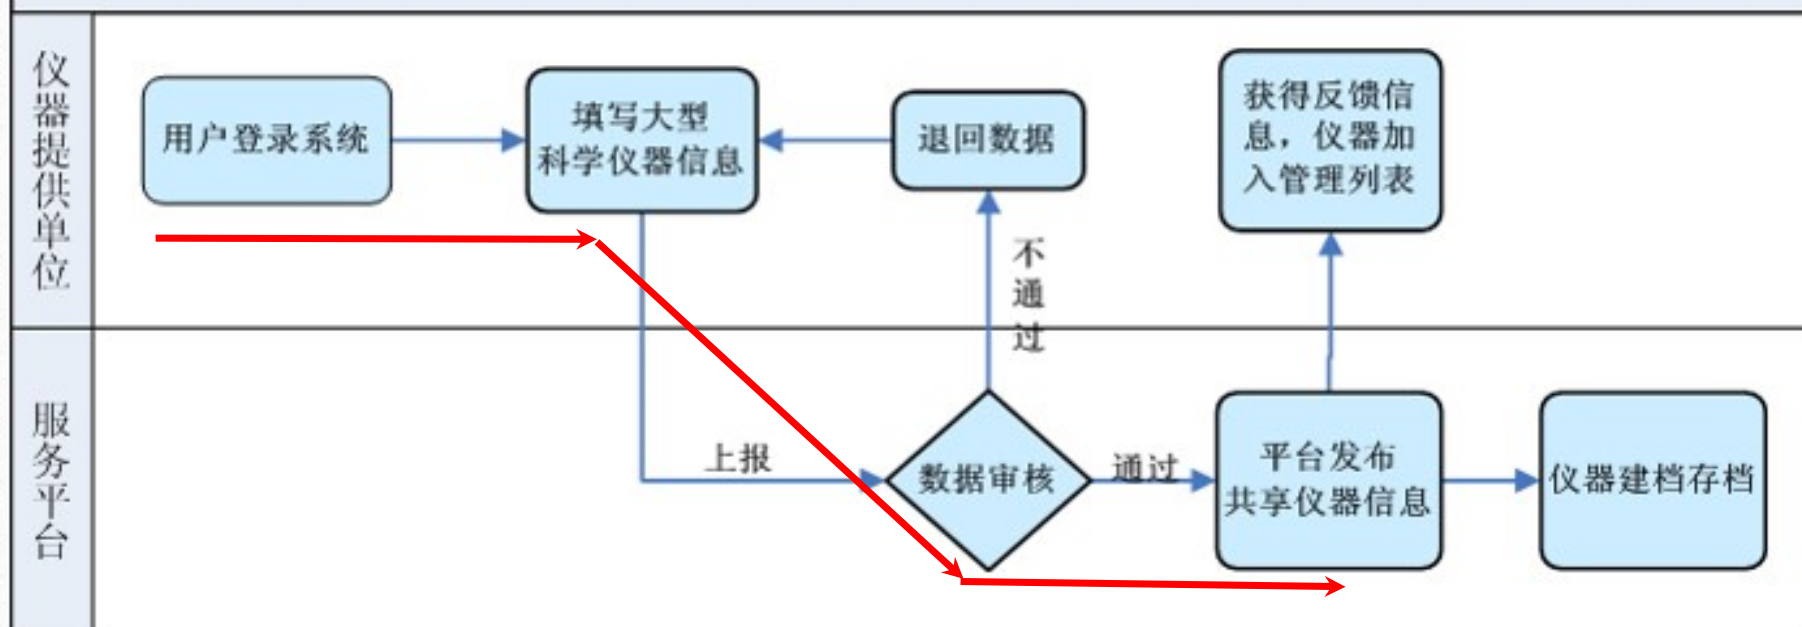 仪器提供单位
用户登录系统
填写大型
科学仪器信息
退回数据
获得反馈信
息，仪器加
入管理列表
不通过
服务平台
上报
数据审核
通过
平台发布
共享仪器信息
仪器建档存档